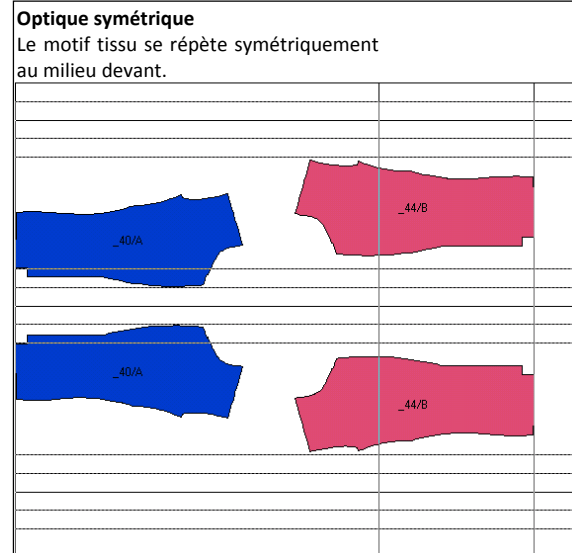 Optique symétrique
Le motif tissu se répète symétriquement
au milieu devant.
_44/B
_40/A
_40/A
_44/B